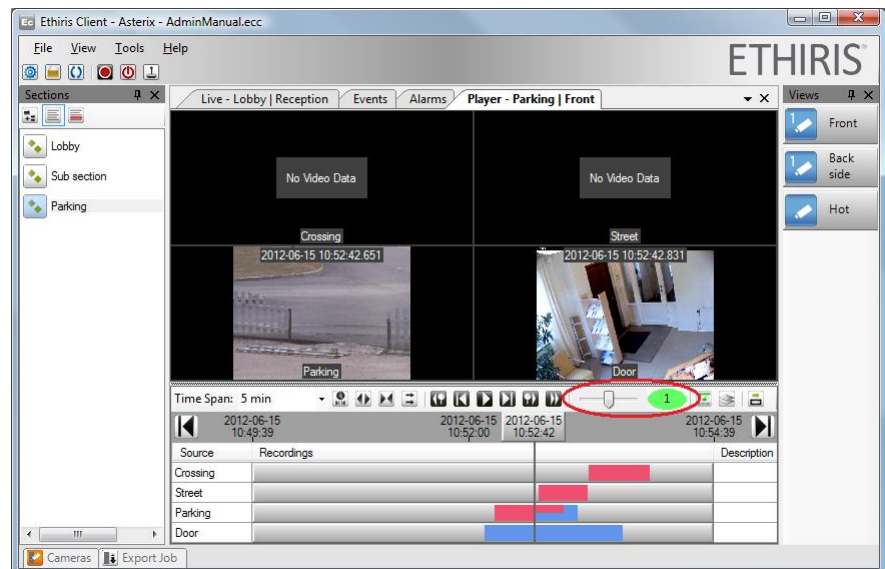 Ec Ethiris Client - Asterix - AdminManual.ecc
File View Tools Help
ETHIRIS
Sections
Live - Lobby | Reception Events Alarms Player - Parking | Front
Views
Lobby
Sub section
Parking
No Video Data
Crossing
No Video Data
Street
2012-06-15 10:52:42.651
Parking
2012-06-15 10:52:42.831
Door
1 Front
1 Back side
Hot
Time Span: 5 min
1
2012-06-15 10:49:39
2012-06-15 10:52:00
2012-06-15 10:52:42
2012-06-15 10:54:39
Source Recordings Description
Crossing
Street
Parking
Door
Cameras Export Job